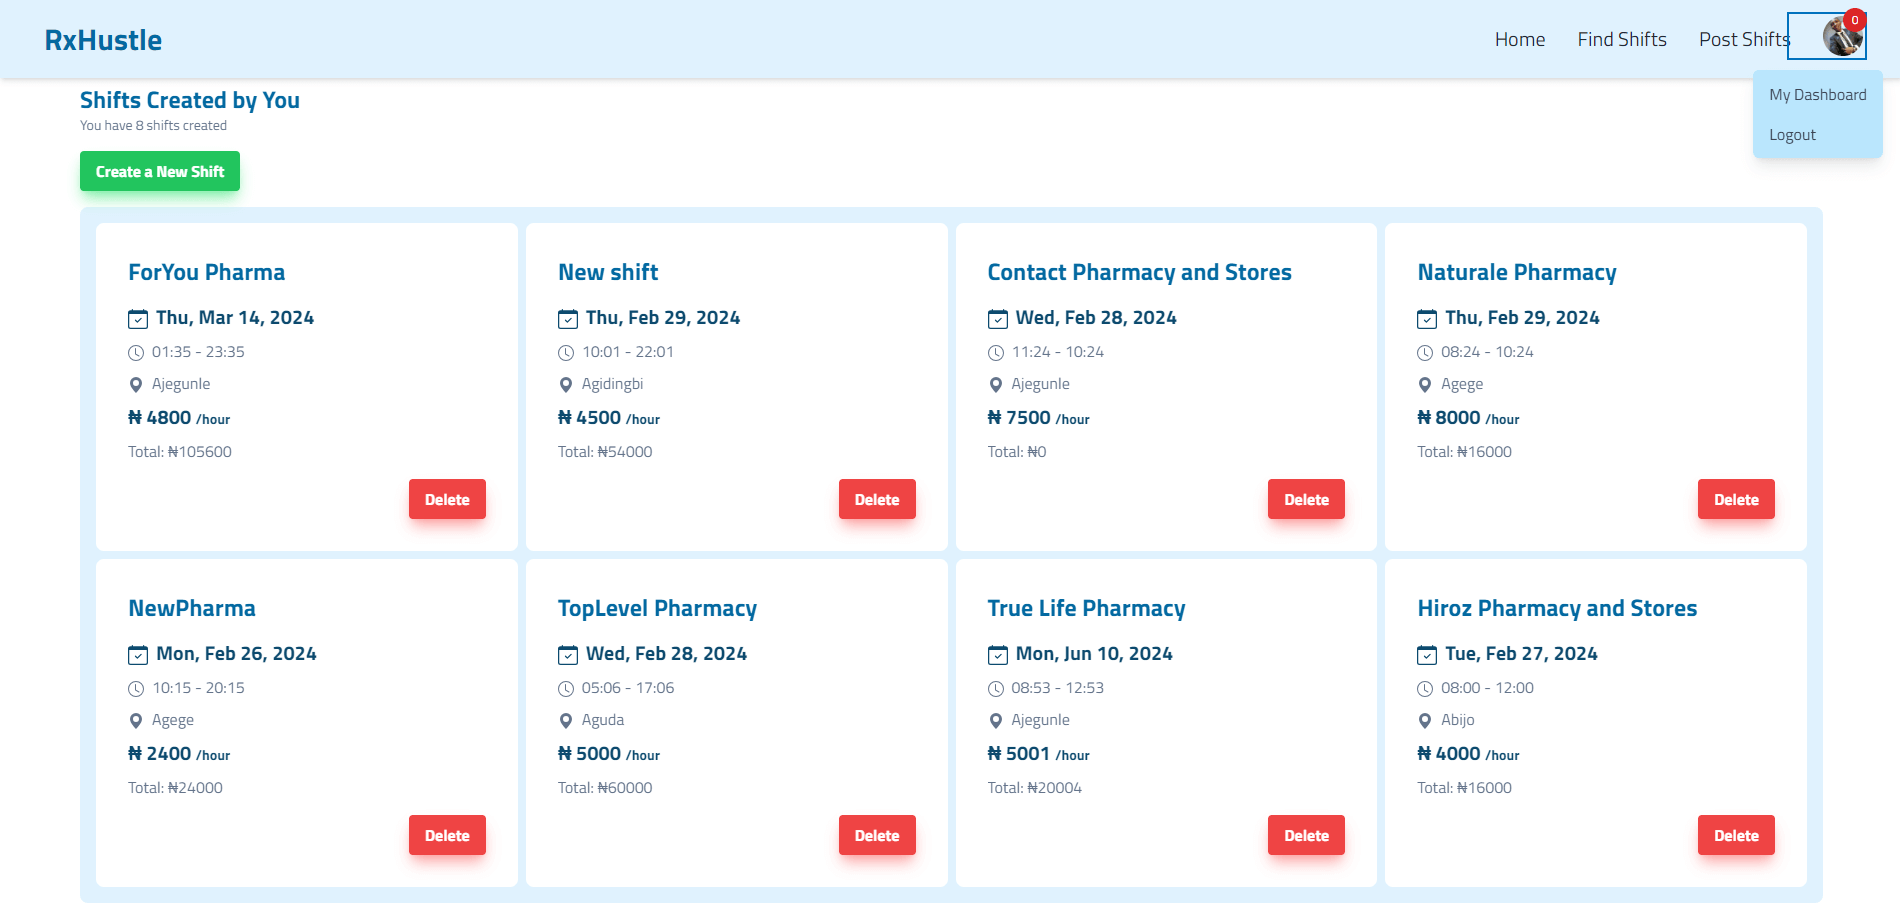 RxHustle
Home Find Shifts Post Shifts 0
My Dashboard
Logout
Shifts Created by You
You have 8 shifts created
Create a New Shift
ForYou Pharma
Thu, Mar 14, 2024
01:35 - 23:35
Ajegunle
₦ 4800 /hour
Total: ₦105600
Delete
New shift
Thu, Feb 29, 2024
10:01 - 22:01
Agidingbi
₦ 4500 /hour
Total: ₦54000
Delete
Contact Pharmacy and Stores
Wed, Feb 28, 2024
11:24 - 10:24
Ajegunle
₦ 7500 /hour
Total: ₦0
Delete
Naturale Pharmacy
Thu, Feb 29, 2024
08:24 - 10:24
Agege
₦ 8000 /hour
Total: ₦16000
Delete
NewPharma
Mon, Feb 26, 2024
10:15 - 20:15
Agege
₦ 2400 /hour
Total: ₦24000
Delete
TopLevel Pharmacy
Wed, Feb 28, 2024
05:06 - 17:06
Aguda
₦ 5000 /hour
Total: ₦60000
Delete
True Life Pharmacy
Mon, Jun 10, 2024
08:53 - 12:53
Ajegunle
₦ 5001 /hour
Total: ₦20004
Delete
Hiroz Pharmacy and Stores
Tue, Feb 27, 2024
08:00 - 12:00
Abijo
₦ 4000 /hour
Total: ₦16000
Delete